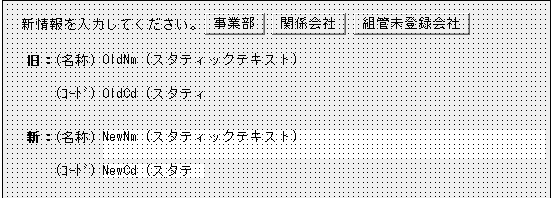 新情報を入力してください。 事業部 関係会社 組管未登録会社
旧：(名称) OldNm (スタティックテキスト)
(ｺｰﾄﾞ) OldCd (スタティ
新：(名称) NewNm (スタティックテキスト)
(ｺｰﾄﾞ) NewCd (スタテ